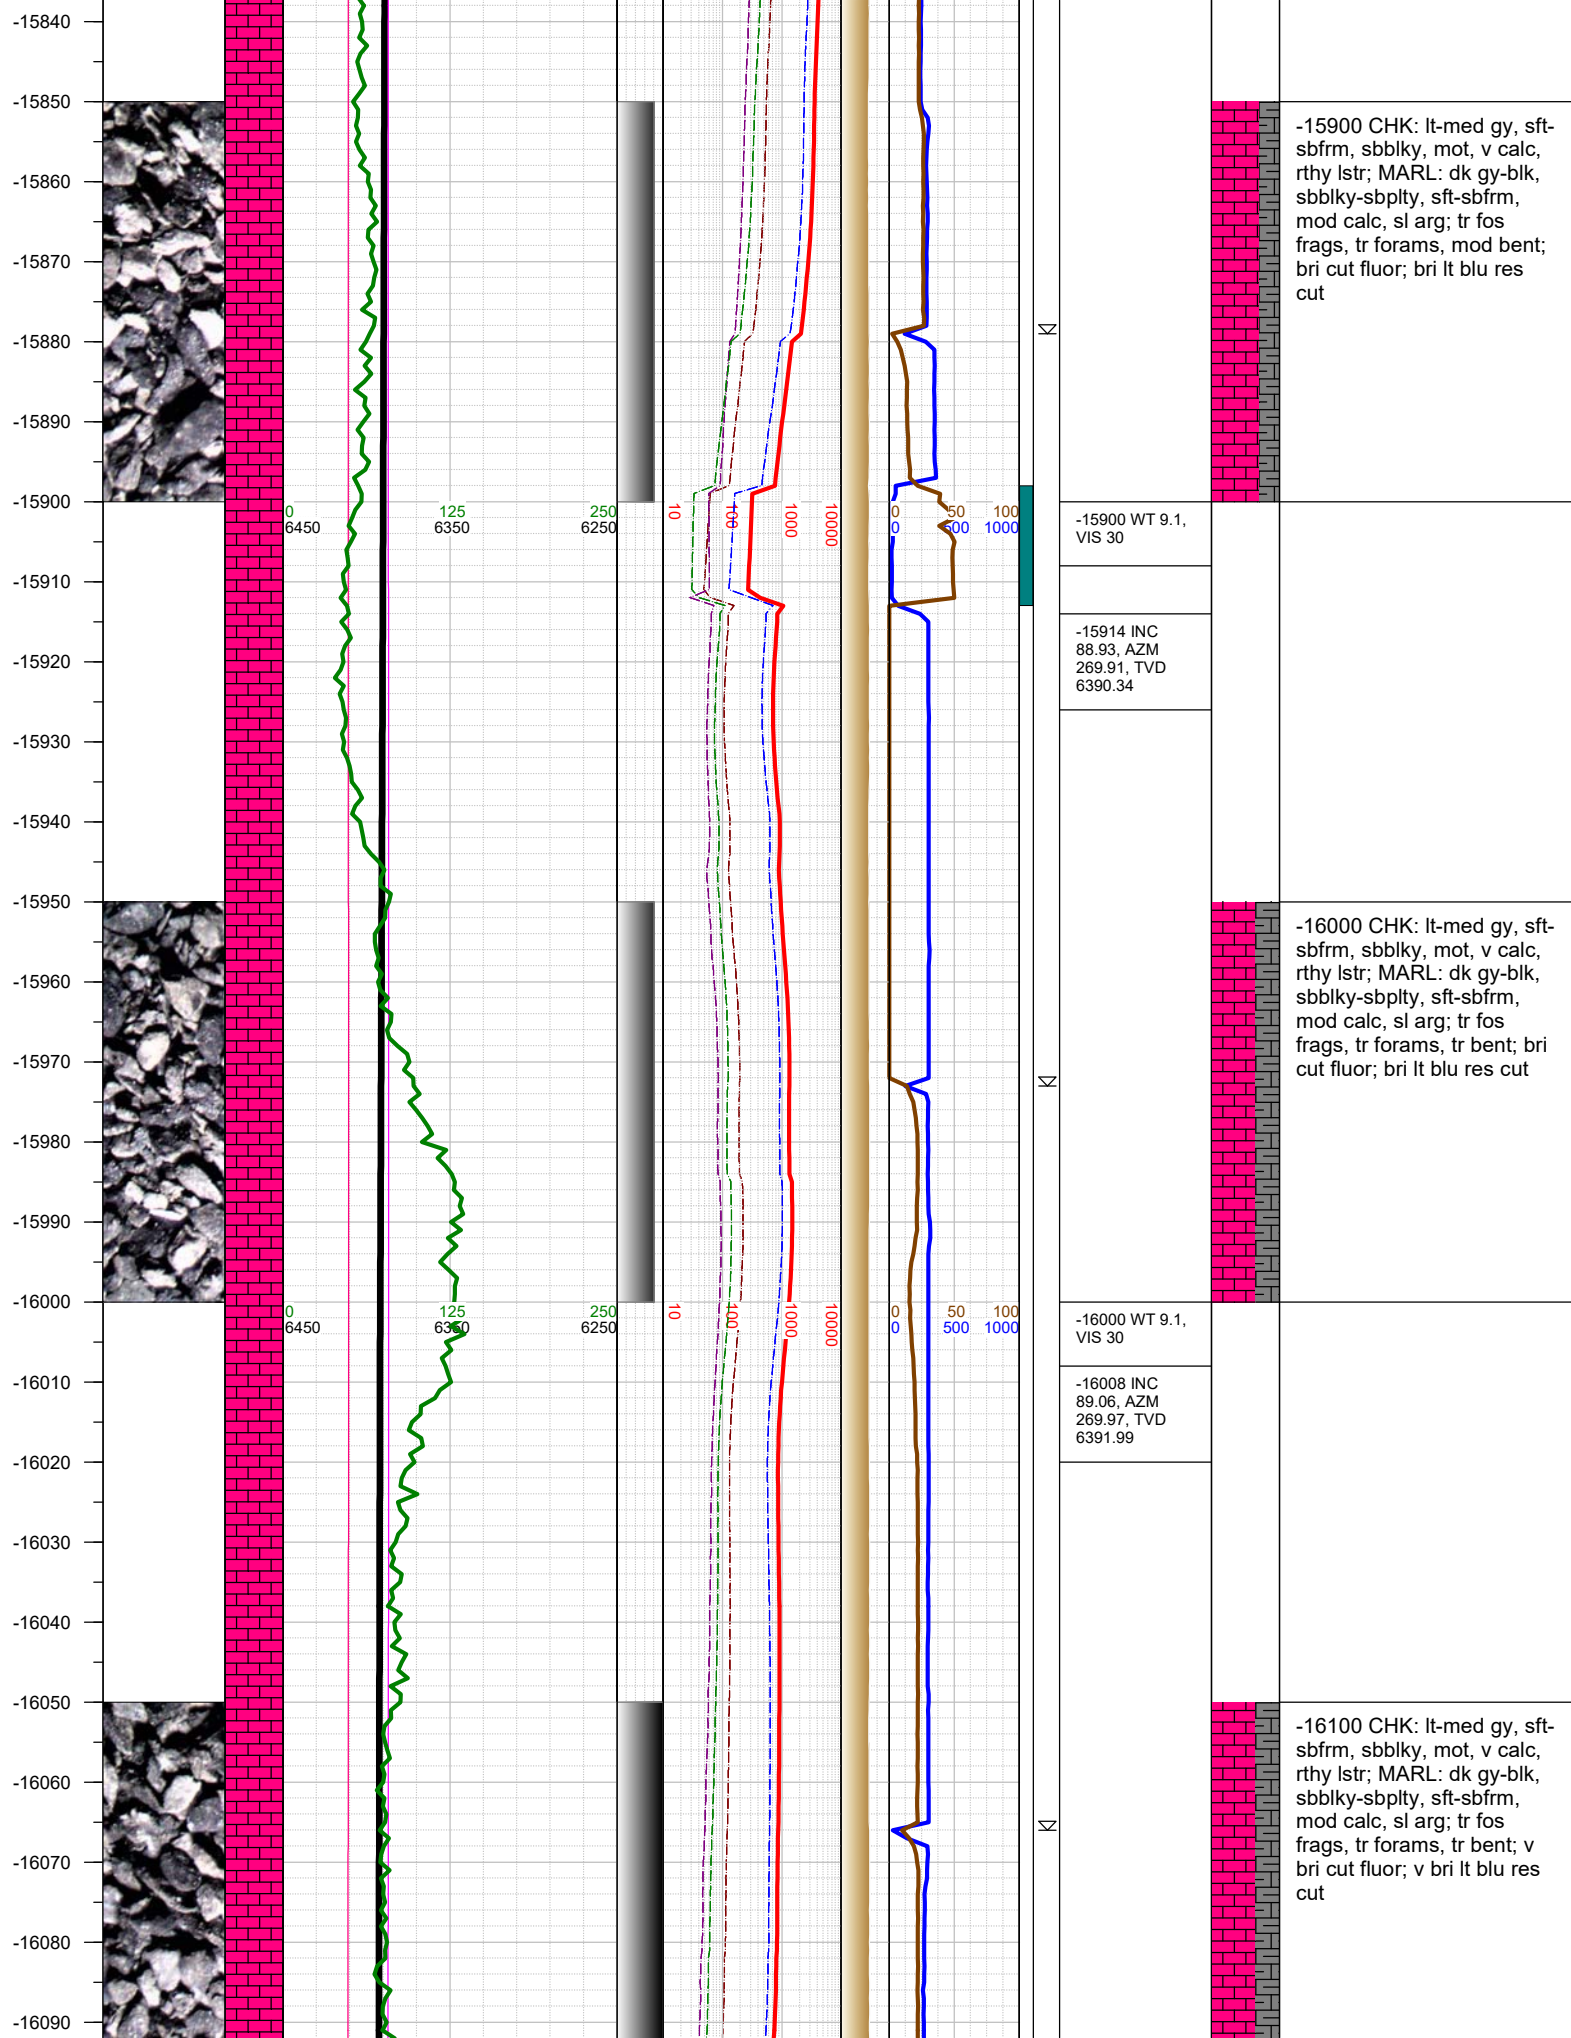 -15840
-15850
-15860
-15870
-15880
-15890
-15900
-15910
-15920
-15930
-15940
-15950
-15960
-15970
-15980
-15990
-16000
-16010
-16020
-16030
-16040
-16050
-16060
-16070
-16080
-16090
0 125 250
6450 6350 6250
10 100 1000 10000
0 50 100
0 500 1000
0 125 250
6450 6350 6250
10 100 1000 10000
0 50 100
0 500 1000
-15900 WT 9.1,
VIS 30
-15914 INC
88.93, AZM
269.91, TVD
6390.34
-16000 WT 9.1,
VIS 30
-16008 INC
89.06, AZM
269.97, TVD
6391.99
-15900 CHK: lt-med gy, sft-
sbfrm, sbblky, mot, v calc,
rthy lstr; MARL: dk gy-blk,
sbblky-sbplty, sft-sbfrm,
mod calc, sl arg; tr fos
frags, tr forams, mod bent;
bri cut fluor; bri lt blu res
cut
-16000 CHK: lt-med gy, sft-
sbfrm, sbblky, mot, v calc,
rthy lstr; MARL: dk gy-blk,
sbblky-sbplty, sft-sbfrm,
mod calc, sl arg; tr fos
frags, tr forams, tr bent; bri
cut fluor; bri lt blu res cut
-16100 CHK: lt-med gy, sft-
sbfrm, sbblky, mot, v calc,
rthy lstr; MARL: dk gy-blk,
sbblky-sbplty, sft-sbfrm,
mod calc, sl arg; tr fos
frags, tr forams, tr bent; v
bri cut fluor; v bri lt blu res
cut